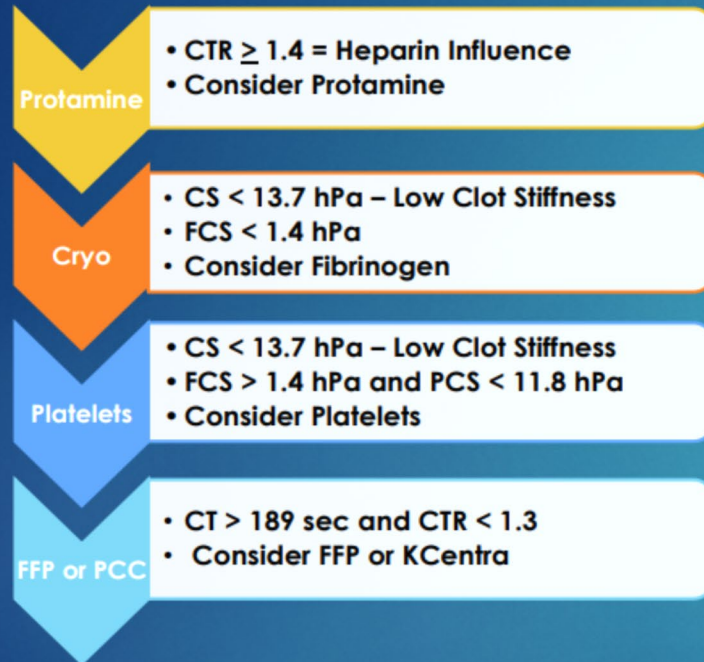 Protamine
• CTR ≥ 1.4 = Heparin Influence
• Consider Protamine
Cryo
• CS < 13.7 hPa – Low Clot Stiffness
• FCS < 1.4 hPa
• Consider Fibrinogen
Platelets
• CS < 13.7 hPa – Low Clot Stiffness
• FCS > 1.4 hPa and PCS < 11.8 hPa
• Consider Platelets
FFP or PCC
• CT > 189 sec and CTR < 1.3
• Consider FFP or KCentra